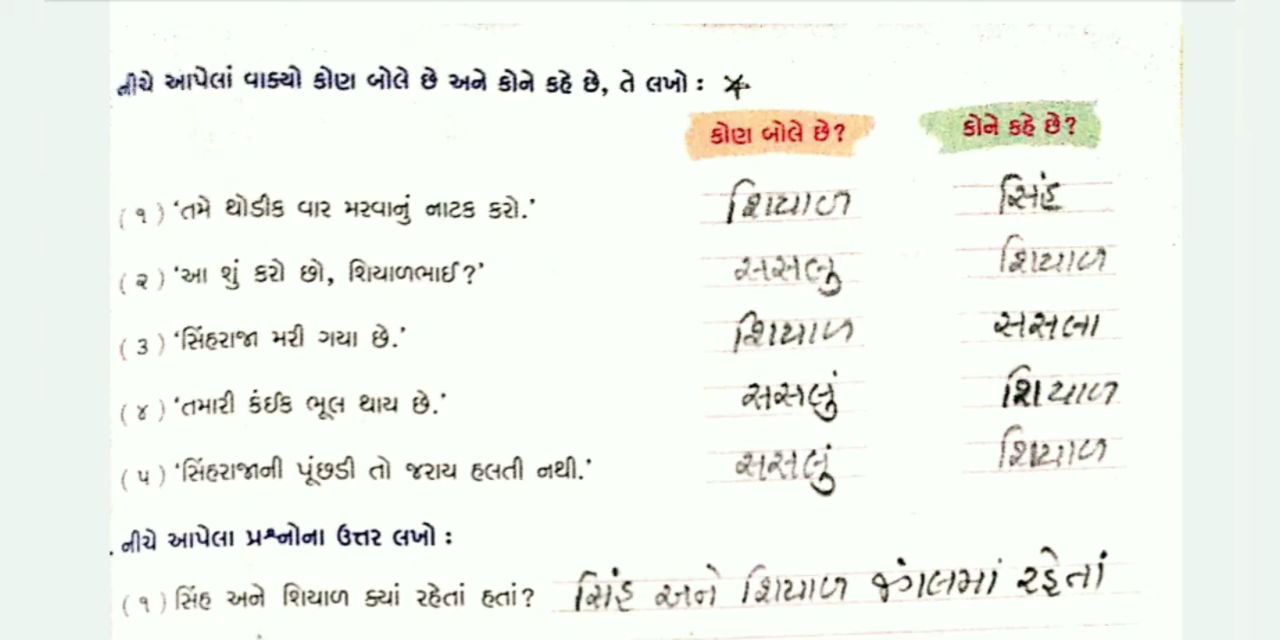 નીચે આપેલાં વાક્યો કોણ બોલે છે અને કોને કહે છે, તે લખો :
કોણ બોલે છે? કોને કહે છે?
(૧) ‘તમે થોડીક વાર મરવાનું નાટક કરો.’ શિયાળ સિંહ
(૨) ‘આ શું કરો છો, શિયાળભાઈ?’ સસલું શિયાળ
(૩) ‘સિંહરાજા મરી ગયા છે.’ શિયાળ સસલા
(૪) ‘તમારી કંઈક ભૂલ થાય છે.’ સસલું શિયાળ
(૫) ‘સિંહરાજાની પૂંછડી તો જરાય હલતી નથી.’ સસલું શિયાળ
નીચે આપેલા પ્રશ્નોના ઉત્તર લખો :
(૧) સિંહ અને શિયાળ ક્યાં રહેતાં હતાં? સિંહ અને શિયાળ જંગલમાં રહેતાં